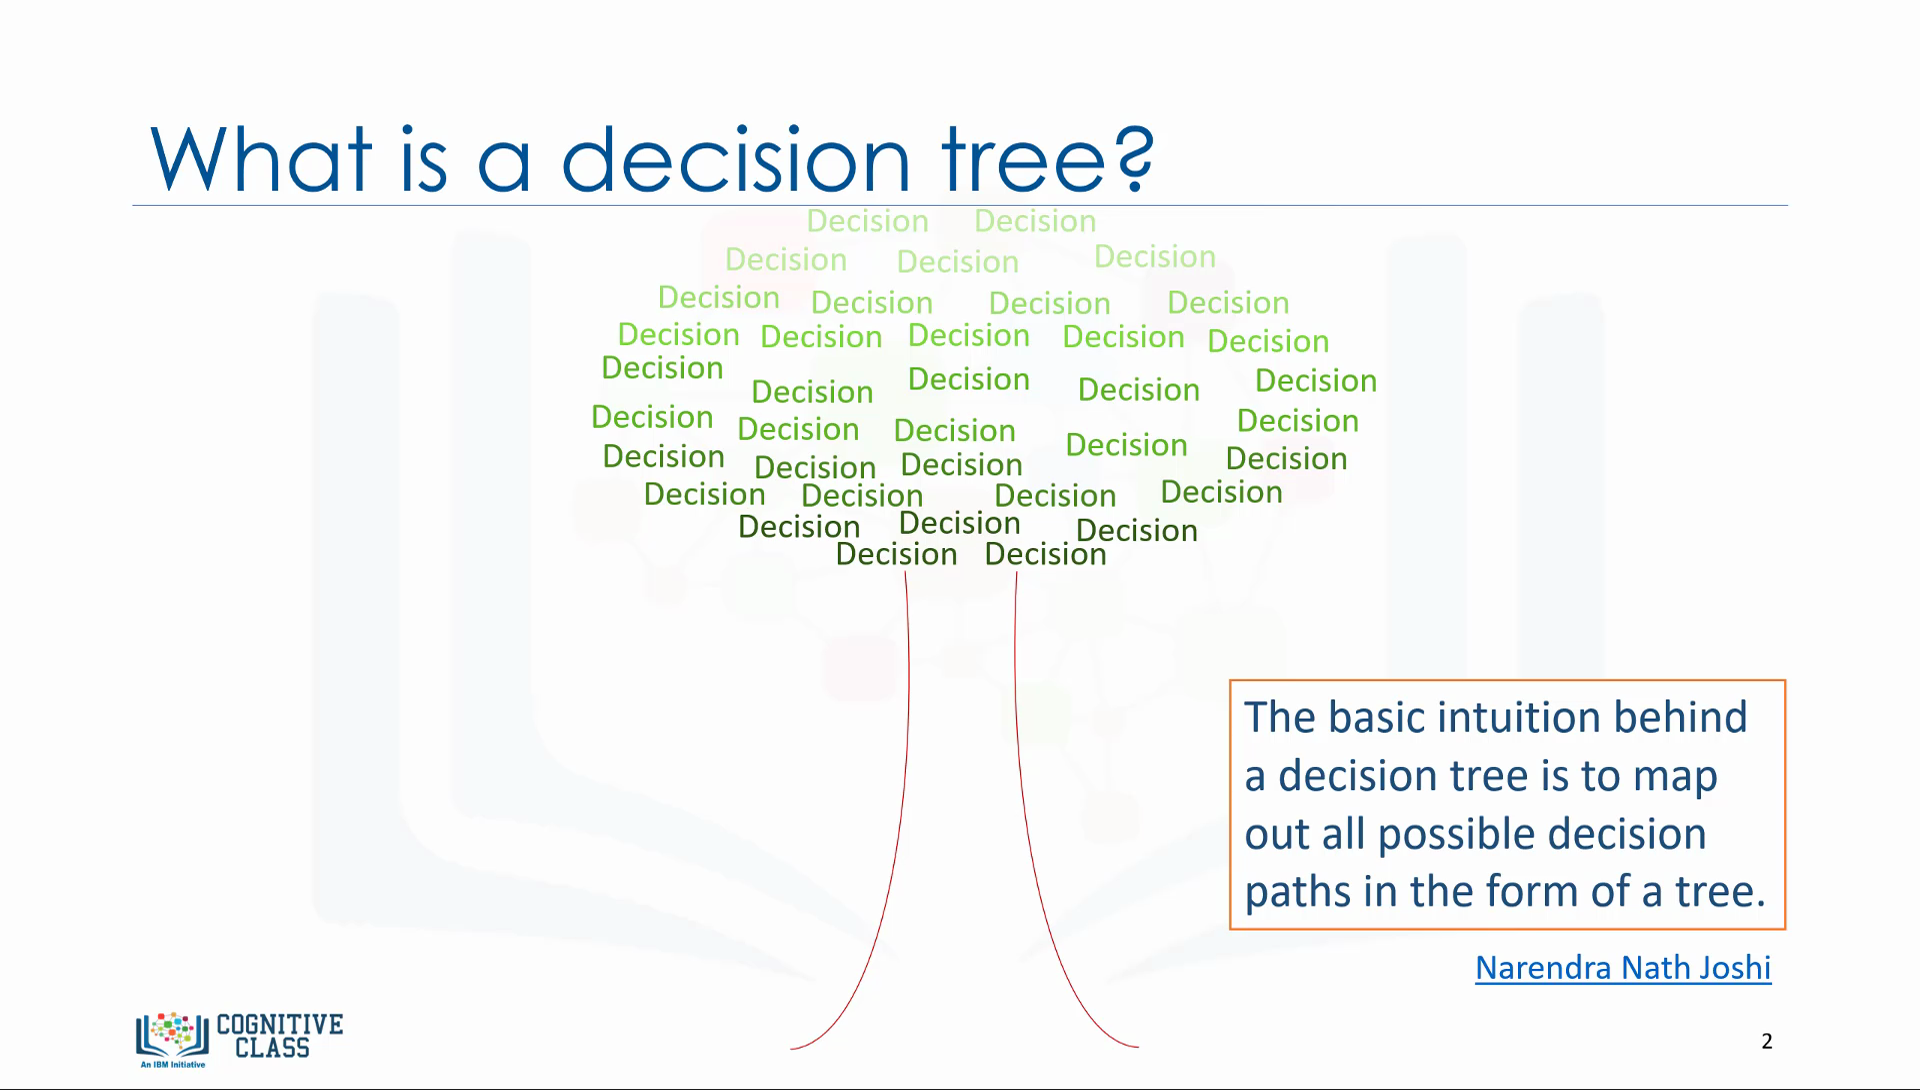 What is a decision tree?
Decision Decision
Decision Decision Decision
Decision Decision Decision Decision
Decision Decision Decision Decision Decision
Decision Decision Decision Decision Decision
Decision Decision Decision Decision Decision
Decision Decision Decision Decision
Decision Decision Decision Decision
Decision Decision Decision
Decision Decision
The basic intuition behind
a decision tree is to map
out all possible decision
paths in the form of a tree.
Narendra Nath Joshi
COGNITIVE
CLASS
An IBM Initiative
2